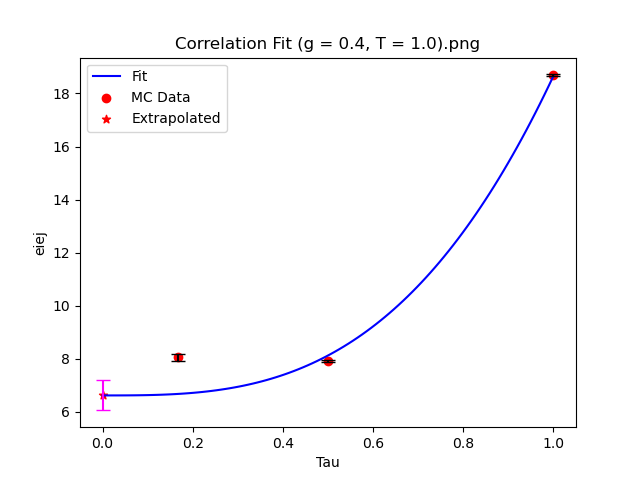 Correlation Fit (g = 0.4, T = 1.0).png
Fit
MC Data
Extrapolated
18
16
14
12
10
8
6
eiej
0.0 0.2 0.4 0.6 0.8 1.0
Tau